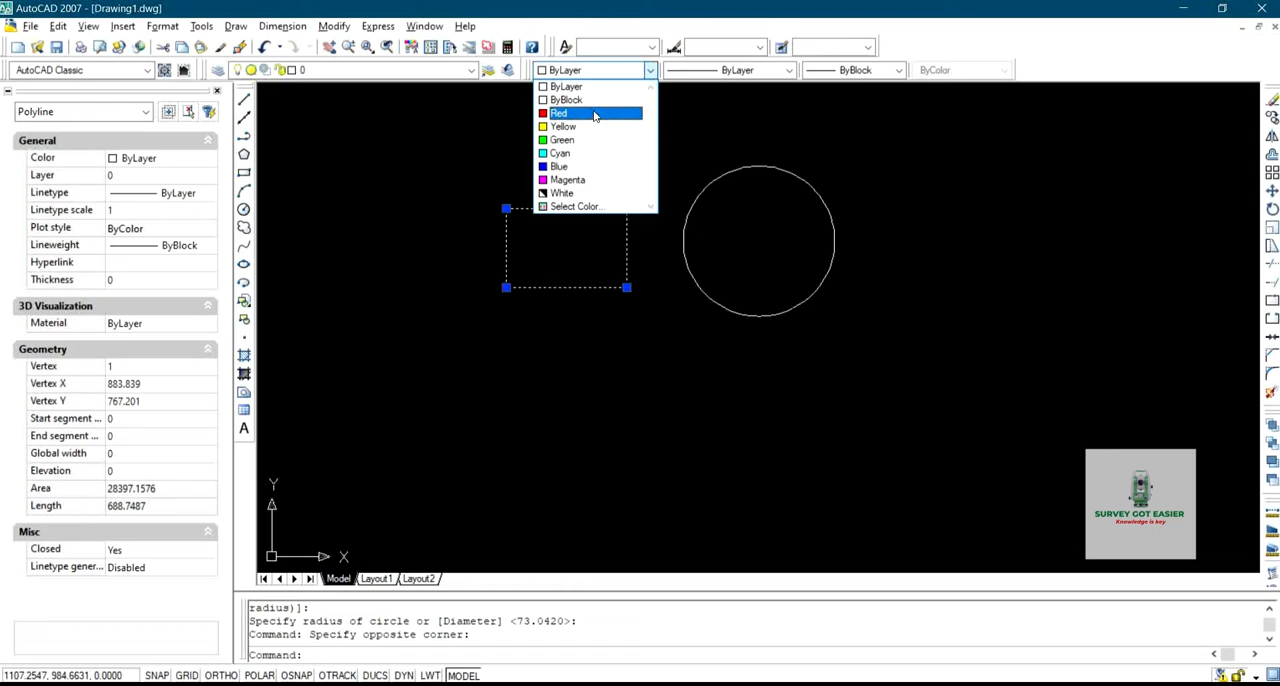 AutoCAD 2007 - [Drawing1.dwg]
File Edit View Insert Format Tools Draw Dimension Modify Express Window Help
AutoCAD Classic 0 ByLayer ByLayer ByBlock ByColor
ByLayer
ByBlock
Red
Yellow
Green
Cyan
Blue
Magenta
White
Select Color...
Polyline
General
Color ByLayer
Layer 0
Linetype ByLayer
Linetype scale 1
Plot style ByColor
Lineweight ByBlock
Hyperlink
Thickness 0
3D Visualization
Material ByLayer
Geometry
Vertex 1
Vertex X 883.839
Vertex Y 767.201
Start segment ... 0
End segment ... 0
Global width 0
Elevation 0
Area 28397.1576
Length 688.7487
Misc
Closed Yes
Linetype gener... Disabled
A
Y
X
SURVEY GOT EASIER
Knowledge is key
Model Layout1 Layout2
radius)]:
Specify radius of circle or [Diameter] <73.0420>:
Command: Specify opposite corner:
Command:
1107.2547, 984.6631, 0.0000 SNAP GRID ORTHO POLAR OSNAP OTRACK DUCS DYN LWT MODEL